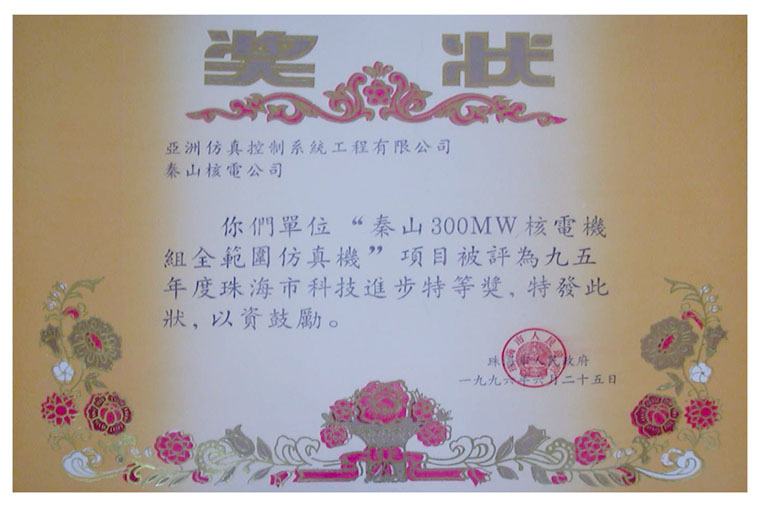 奖 状
亞洲仿真控制系統工程有限公司
秦山核電公司
你們單位“秦山300MW核電機
組全範圍仿真機”項目被評為九五
年度珠海市科技進步特等獎，特發此
狀，以資鼓勵。
珠海市人民政府
一九九六年六月二十五日